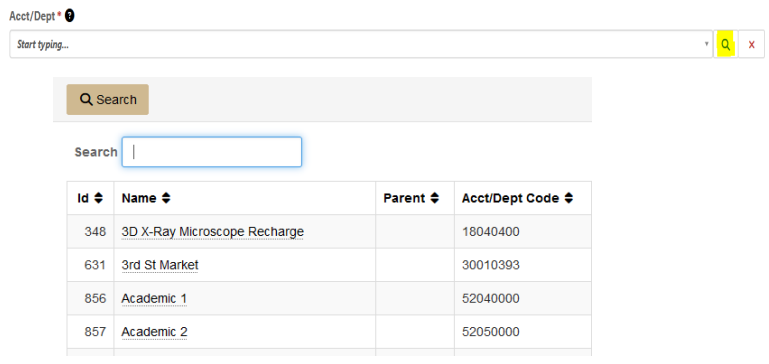 Acct/Dept * ?
Start typing... x
Search
Search
Id Name Parent Acct/Dept Code
348 3D X-Ray Microscope Recharge 18040400
631 3rd St Market 30010393
856 Academic 1 52040000
857 Academic 2 52050000